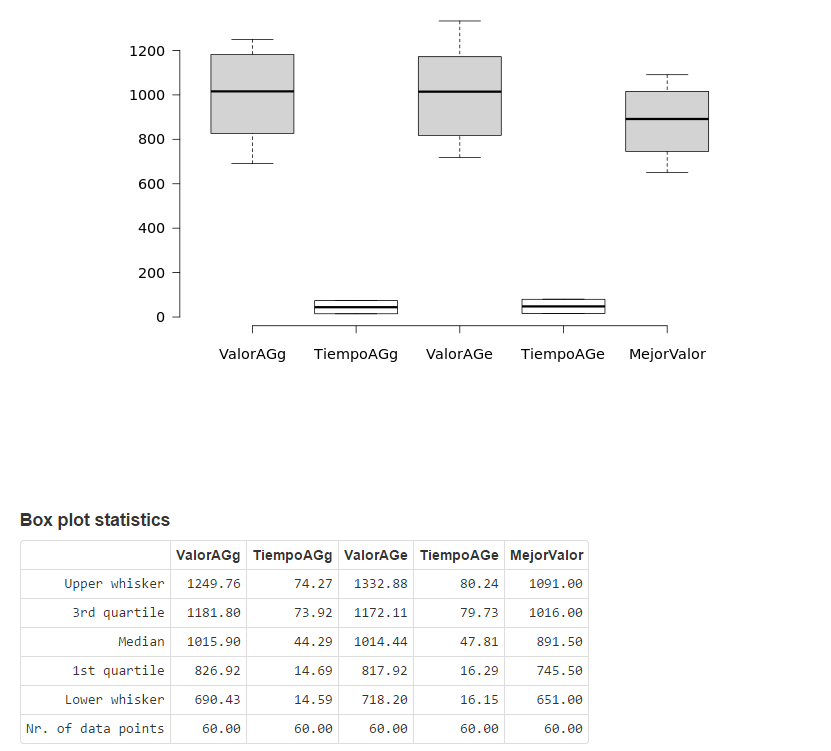 1200
1000
800
600
400
200
0
ValorAGg TiempoAGg ValorAGe TiempoAGe MejorValor
Box plot statistics
ValorAGg TiempoAGg ValorAGe TiempoAGe MejorValor
Upper whisker 1249.76 74.27 1332.88 80.24 1091.00
3rd quartile 1181.80 73.92 1172.11 79.73 1016.00
Median 1015.90 44.29 1014.44 47.81 891.50
1st quartile 826.92 14.69 817.92 16.29 745.50
Lower whisker 690.43 14.59 718.20 16.15 651.00
Nr. of data points 60.00 60.00 60.00 60.00 60.00